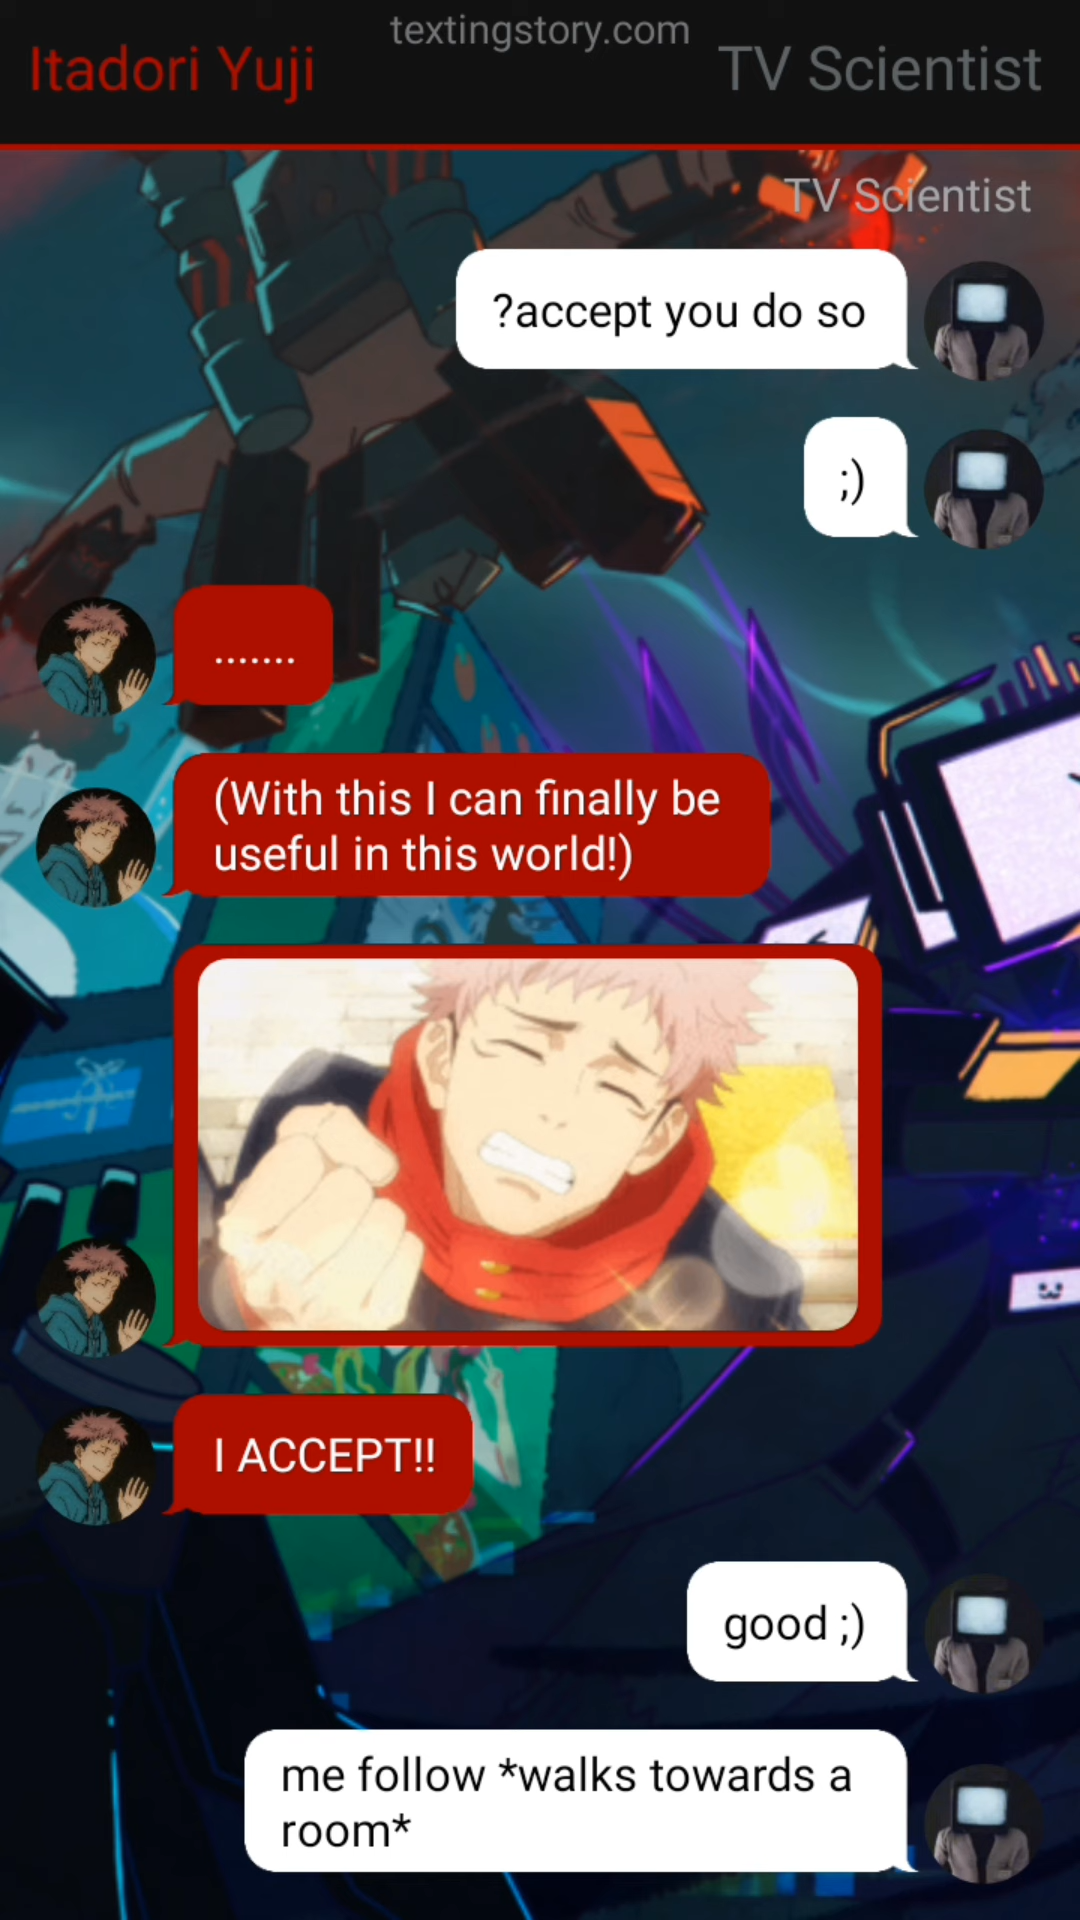 textingstory.com
Itadori Yuji
TV Scientist
TV Scientist
?accept you do so
;)
.......
(With this I can finally be
useful in this world!)
I ACCEPT!!
good ;)
me follow *walks towards a
room*